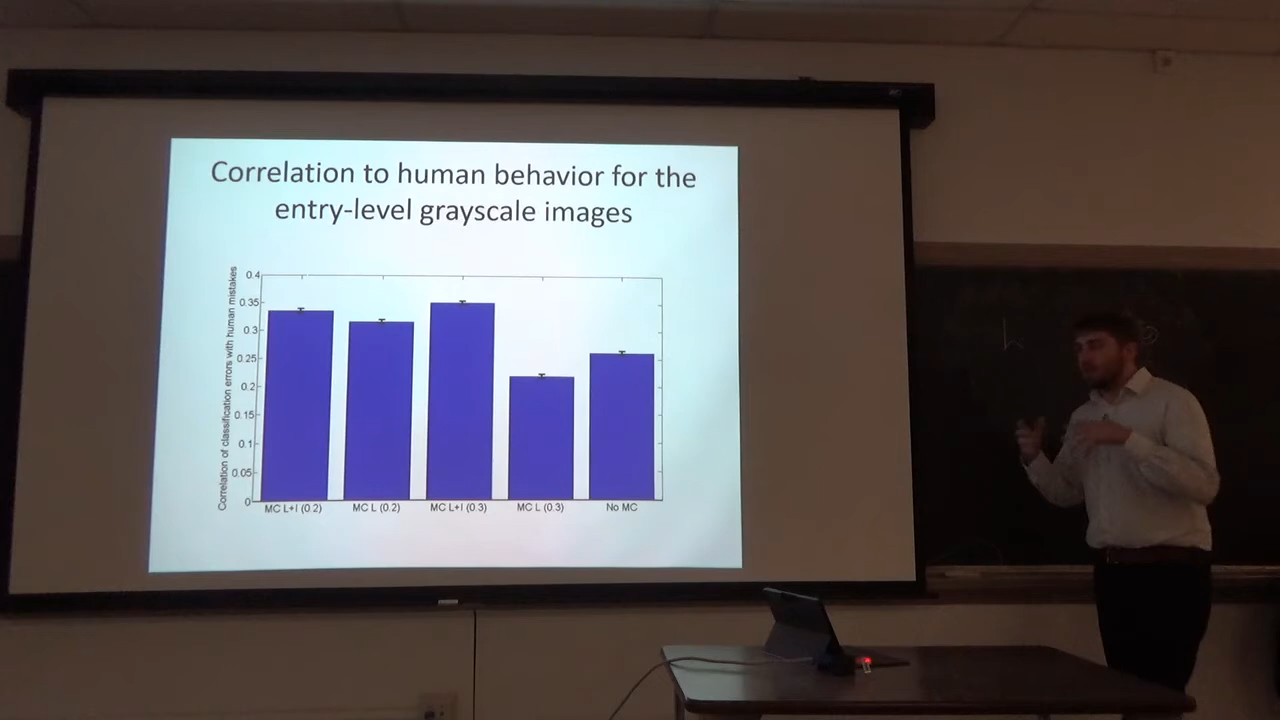 Correlation to human behavior for the
entry-level grayscale images
Correlation of classification errors with human mistakes
0.4
0.35
0.3
0.25
0.2
0.15
0.1
0.05
0
MC L+I (0.2) MC L (0.2) MC L+I (0.3) MC L (0.3) No MC